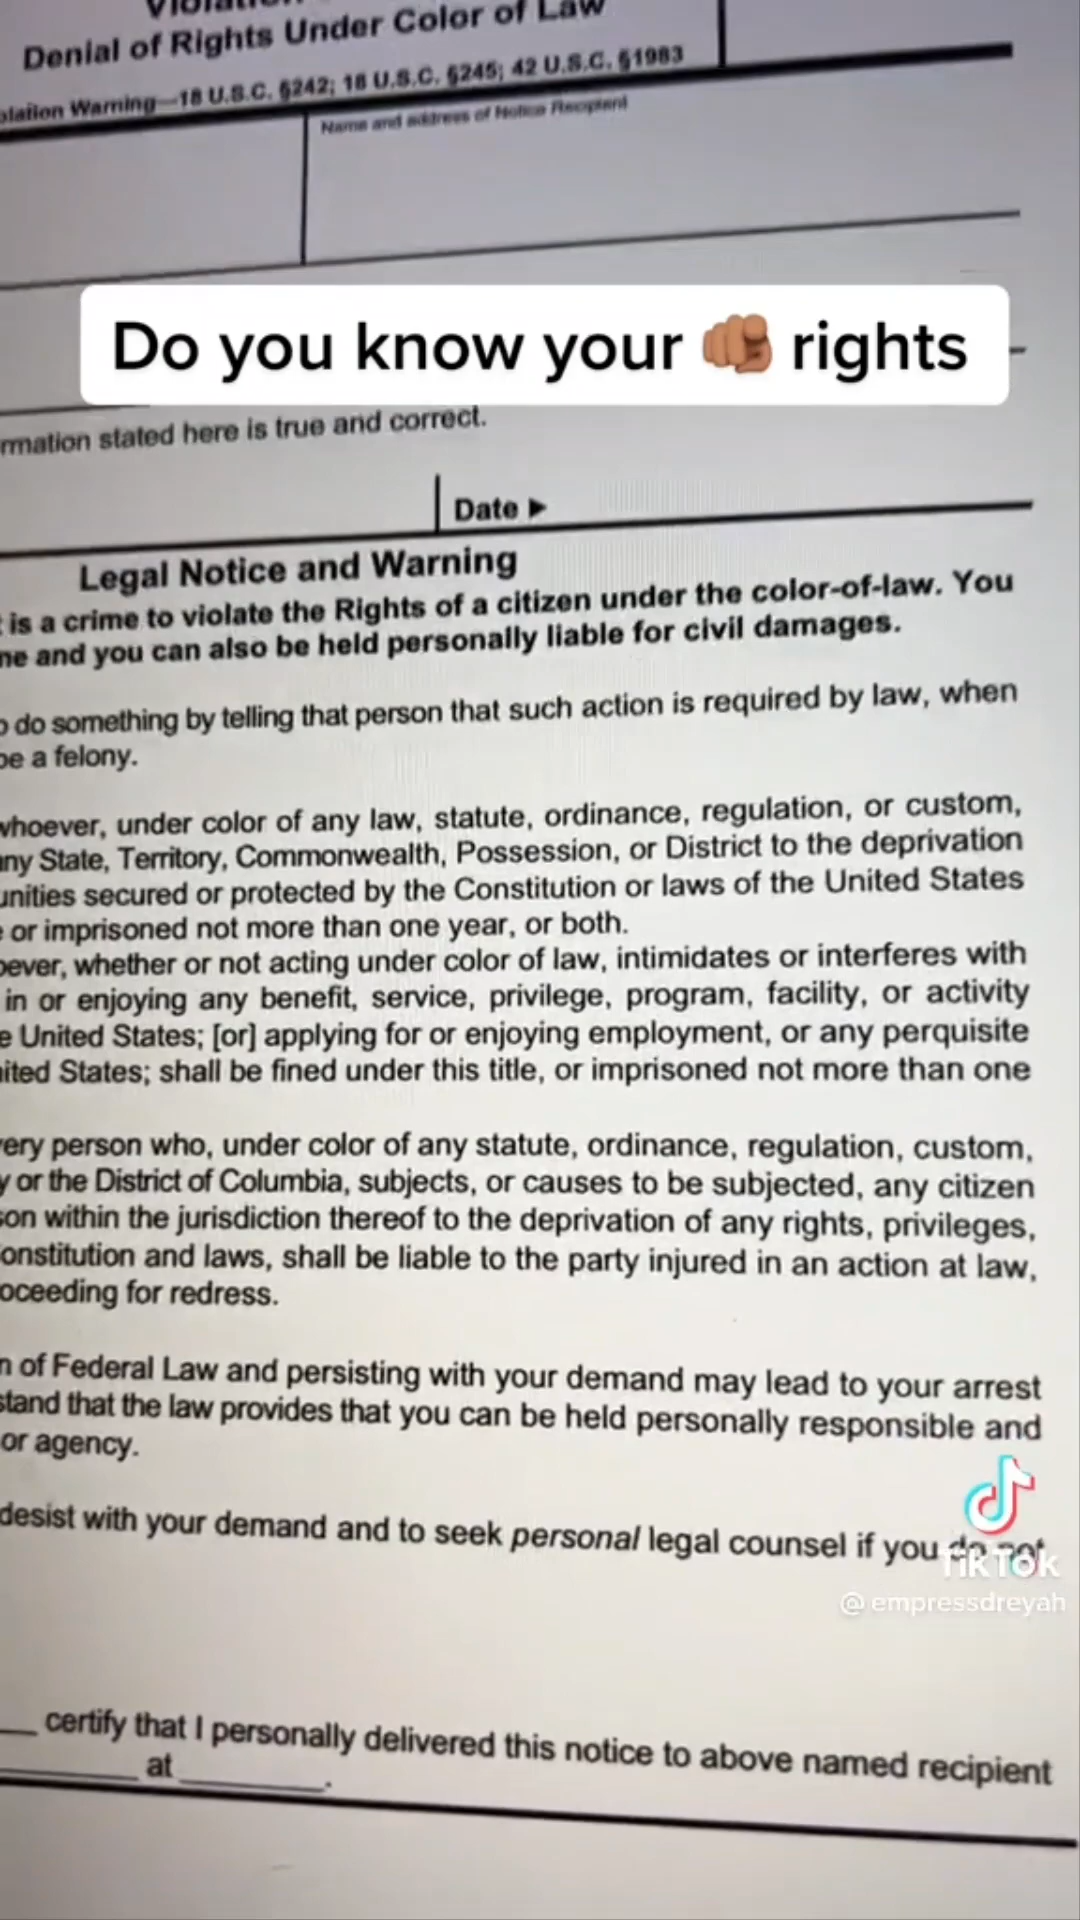 Denial of Rights Under Color of Law
Warning—18 U.S.C. §242; 18 U.S.C. §245; 42 U.S.C. §1983
Name and address of Notice Recipient
Do you know your 🫵🏽 rights
rmation stated here is true and correct.
Date ▶
Legal Notice and Warning
is a crime to violate the Rights of a citizen under the color-of-law. You
ne and you can also be held personally liable for civil damages.
o do something by telling that person that such action is required by law, when
be a felony.
whoever, under color of any law, statute, ordinance, regulation, or custom,
any State, Territory, Commonwealth, Possession, or District to the deprivation
unities secured or protected by the Constitution or laws of the United States
or imprisoned not more than one year, or both.
oever, whether or not acting under color of law, intimidates or interferes with
in or enjoying any benefit, service, privilege, program, facility, or activity
e United States; [or] applying for or enjoying employment, or any perquisite
ited States; shall be fined under this title, or imprisoned not more than one
ery person who, under color of any statute, ordinance, regulation, custom,
y or the District of Columbia, subjects, or causes to be subjected, any citizen
son within the jurisdiction thereof to the deprivation of any rights, privileges,
onstitution and laws, shall be liable to the party injured in an action at law,
oceeding for redress.
n of Federal Law and persisting with your demand may lead to your arrest
stand that the law provides that you can be held personally responsible and
or agency.
desist with your demand and to seek personal legal counsel if you do not
TikTok
@empressdreyah
___ certify that I personally delivered this notice to above named recipient
________ at ________.